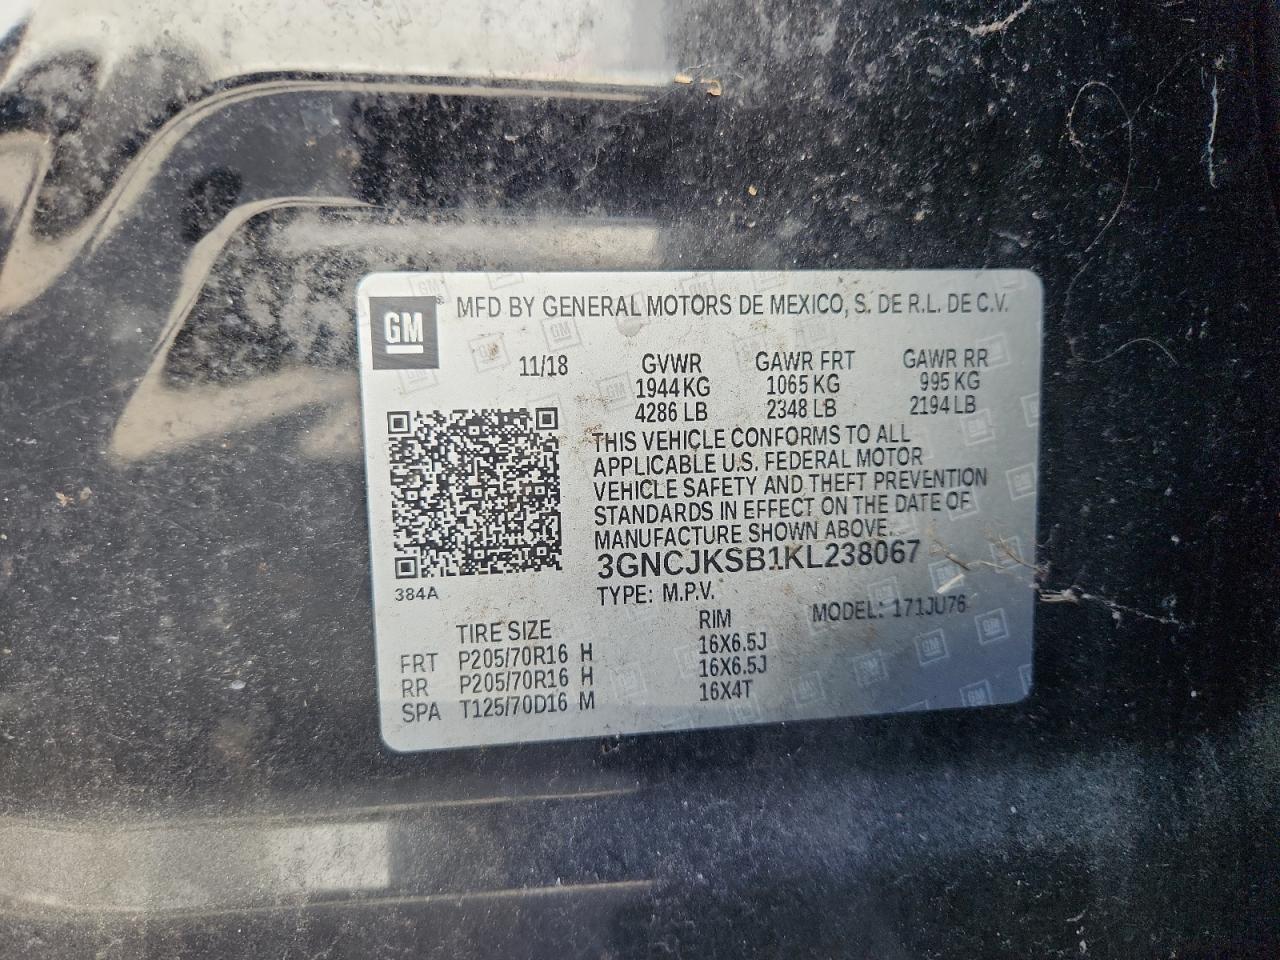 GM
MFD BY GENERAL MOTORS DE MEXICO, S. DE R.L. DE C.V.
11/18 GVWR GAWR FRT GAWR RR
1944 KG 1065 KG 995 KG
4286 LB 2348 LB 2194 LB
THIS VEHICLE CONFORMS TO ALL
APPLICABLE U.S. FEDERAL MOTOR
VEHICLE SAFETY AND THEFT PREVENTION
STANDARDS IN EFFECT ON THE DATE OF
MANUFACTURE SHOWN ABOVE.
3GNCJKSB1KL238067
384A
TYPE: M.P.V.
MODEL: 171JU76
TIRE SIZE RIM
FRT P205/70R16 H 16X6.5J
RR P205/70R16 H 16X6.5J
SPA T125/70D16 M 16X4T